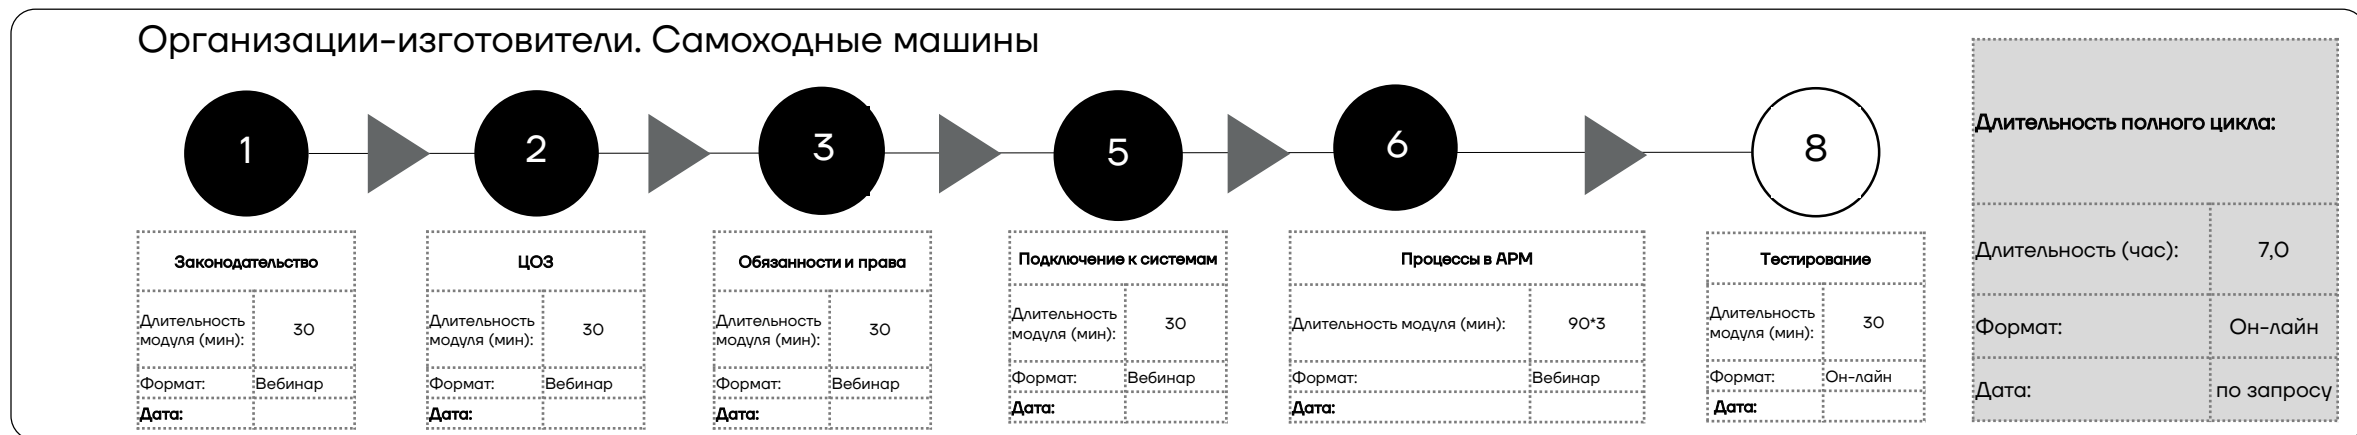 Организации-изготовители. Самоходные машины
1
2
3
5
6
8
Законодательство
Длительность
модуля (мин):
30
Формат:
Вебинар
Дата:
ЦОЗ
Длительность
модуля (мин):
30
Формат:
Вебинар
Дата:
Обязанности и права
Длительность
модуля (мин):
30
Формат:
Вебинар
Дата:
Подключение к системам
Длительность
модуля (мин):
30
Формат:
Вебинар
Дата:
Процессы в АРМ
Длительность модуля (мин):
90*3
Формат:
Вебинар
Дата:
Тестирование
Длительность
модуля (мин):
30
Формат:
Он-лайн
Дата:
Длительность полного цикла:
Длительность (час):
7,0
Формат:
Он-лайн
Дата:
по запросу